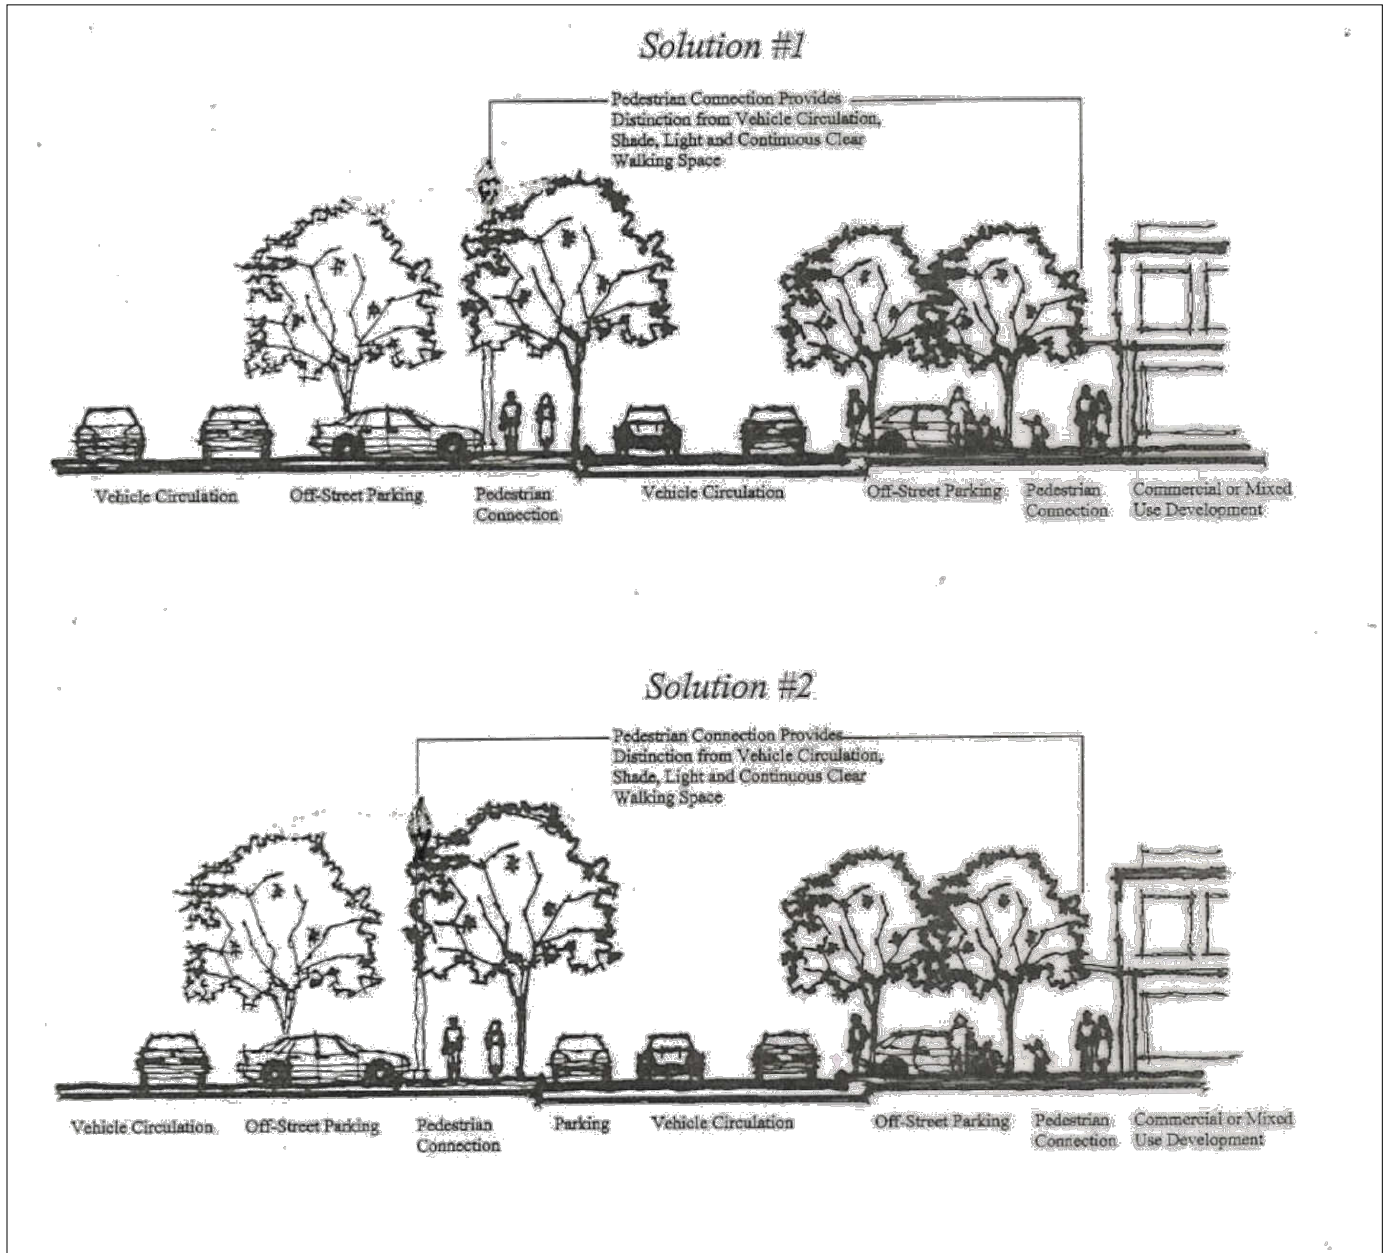 Solution #1
Pedestrian Connection Provides
Distinction from Vehicle Circulation,
Shade, Light and Continuous Clear
Walking Space
Vehicle Circulation
Off-Street Parking
Pedestrian
Connection
Vehicle Circulation
Off-Street Parking
Pedestrian
Connection
Commercial or Mixed
Use Development
Solution #2
Pedestrian Connection Provides
Distinction from Vehicle Circulation,
Shade, Light and Continuous Clear
Walking Space
Vehicle Circulation
Off-Street Parking
Pedestrian
Connection
Parking
Vehicle Circulation
Off-Street Parking
Pedestrian
Connection
Commercial or Mixed
Use Development